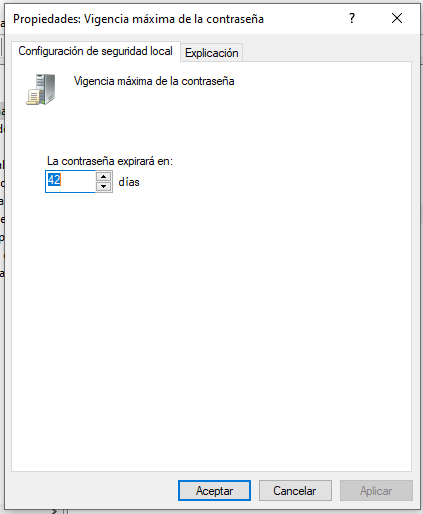 Propiedades: Vigencia máxima de la contraseña
Configuración de seguridad local Explicación
Vigencia máxima de la contraseña
La contraseña expirará en:
42 días
Aceptar Cancelar Aplicar